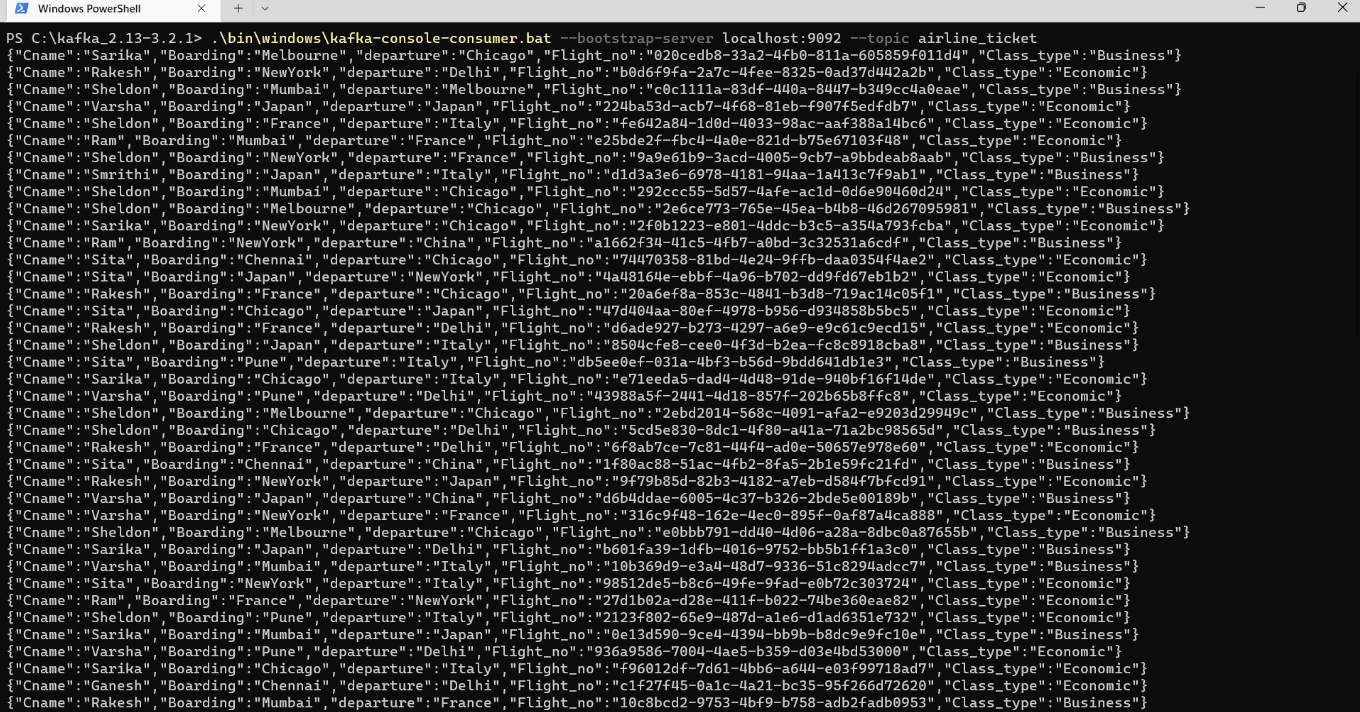 Windows PowerShell
PS C:\kafka_2.13-3.2.1> .\bin\windows\kafka-console-consumer.bat --bootstrap-server localhost:9092 --topic airline_ticket
{"Cname":"Sarika","Boarding":"Melbourne","departure":"Chicago","Flight_no":"020cedb8-33a2-4fb0-811a-605859f011d4","Class_type":"Business"}
{"Cname":"Rakesh","Boarding":"NewYork","departure":"Delhi","Flight_no":"b0d6f9fa-2a7c-4fee-8325-0ad37d442a2b","Class_type":"Economic"}
{"Cname":"Sheldon","Boarding":"Mumbai","departure":"Melbourne","Flight_no":"c0c1111a-83df-440a-8447-b349cc4a0eae","Class_type":"Business"}
{"Cname":"Varsha","Boarding":"Japan","departure":"Japan","Flight_no":"224ba53d-acb7-4f68-81eb-f907f5edfdb7","Class_type":"Economic"}
{"Cname":"Sheldon","Boarding":"France","departure":"Italy","Flight_no":"fe642a84-1d0d-4033-98ac-aaf388a14bc6","Class_type":"Economic"}
{"Cname":"Ram","Boarding":"Mumbai","departure":"France","Flight_no":"e25bde2f-fbc4-4a0e-821d-b75e67103f48","Class_type":"Economic"}
{"Cname":"Sheldon","Boarding":"NewYork","departure":"France","Flight_no":"9a9e61b9-3acd-4005-9cb7-a9bbdeab8aab","Class_type":"Business"}
{"Cname":"Smrithi","Boarding":"Japan","departure":"Italy","Flight_no":"d1d3a3e6-6978-4181-94aa-1a413c7f9ab1","Class_type":"Business"}
{"Cname":"Sheldon","Boarding":"Mumbai","departure":"Chicago","Flight_no":"292ccc55-5d57-4afe-ac1d-0d6e90460d24","Class_type":"Economic"}
{"Cname":"Sheldon","Boarding":"Melbourne","departure":"Chicago","Flight_no":"2e6ce773-765e-45ea-b4b8-46d267095981","Class_type":"Business"}
{"Cname":"Sarika","Boarding":"NewYork","departure":"Chicago","Flight_no":"2f0b1223-e801-4ddc-b3c5-a354a793fcba","Class_type":"Economic"}
{"Cname":"Ram","Boarding":"NewYork","departure":"China","Flight_no":"a1662f34-41c5-4fb7-a0bd-3c32531a6cdf","Class_type":"Business"}
{"Cname":"Sita","Boarding":"Chennai","departure":"Chicago","Flight_no":"74470358-81bd-4e24-9ffb-daa0354f4ae2","Class_type":"Business"}
{"Cname":"Sita","Boarding":"Japan","departure":"NewYork","Flight_no":"4a48164e-ebbf-4a96-b702-dd9fd67eb1b2","Class_type":"Economic"}
{"Cname":"Rakesh","Boarding":"France","departure":"Chicago","Flight_no":"20a6ef8a-853c-4841-b3d8-719ac14c05f1","Class_type":"Business"}
{"Cname":"Sita","Boarding":"Chicago","departure":"Japan","Flight_no":"47d404aa-80ef-4978-b956-d934858b5bc5","Class_type":"Economic"}
{"Cname":"Rakesh","Boarding":"France","departure":"Delhi","Flight_no":"d6ade927-b273-4297-a6e9-e9c61c9ecd15","Class_type":"Economic"}
{"Cname":"Sheldon","Boarding":"Japan","departure":"Italy","Flight_no":"8504cfe8-cee0-4f3d-b2ea-fc8c8918cba8","Class_type":"Business"}
{"Cname":"Sita","Boarding":"Pune","departure":"Italy","Flight_no":"db5ee0ef-031a-4bf3-b56d-9bdd641db1e3","Class_type":"Business"}
{"Cname":"Sarika","Boarding":"Chicago","departure":"Italy","Flight_no":"e71eeda5-dad4-4d48-91de-940bf16f14de","Class_type":"Economic"}
{"Cname":"Varsha","Boarding":"Pune","departure":"Delhi","Flight_no":"43988a5f-2441-4d18-857f-202b65b8ffc8","Class_type":"Economic"}
{"Cname":"Sheldon","Boarding":"Melbourne","departure":"Chicago","Flight_no":"2ebd2014-568c-4091-afa2-e9203d29949c","Class_type":"Business"}
{"Cname":"Sheldon","Boarding":"Chicago","departure":"Delhi","Flight_no":"5cd5e830-8dc1-4f80-a41a-71a2bc98565d","Class_type":"Business"}
{"Cname":"Rakesh","Boarding":"France","departure":"Delhi","Flight_no":"6f8ab7ce-7c81-44f4-ad0e-50657e978e60","Class_type":"Economic"}
{"Cname":"Sita","Boarding":"Chennai","departure":"China","Flight_no":"1f80ac88-51ac-4fb2-8fa5-2b1e59fc21fd","Class_type":"Business"}
{"Cname":"Rakesh","Boarding":"NewYork","departure":"Japan","Flight_no":"9f79b85d-82b3-4182-a7eb-d584f7bfcd91","Class_type":"Economic"}
{"Cname":"Varsha","Boarding":"Japan","departure":"China","Flight_no":"d6b4ddae-6005-4c37-b326-2bde5e00189b","Class_type":"Business"}
{"Cname":"Varsha","Boarding":"NewYork","departure":"France","Flight_no":"316c9f48-162e-4ec0-895f-0af87a4ca888","Class_type":"Economic"}
{"Cname":"Sheldon","Boarding":"Melbourne","departure":"Chicago","Flight_no":"e0bbb791-dd40-4d06-a28a-8dbc0a87655b","Class_type":"Business"}
{"Cname":"Sarika","Boarding":"Japan","departure":"Delhi","Flight_no":"b601fa39-1dfb-4016-9752-bb5b1ff1a3c0","Class_type":"Business"}
{"Cname":"Varsha","Boarding":"Mumbai","departure":"Italy","Flight_no":"10b369d9-e3a4-48d7-9336-51c8294adcc7","Class_type":"Business"}
{"Cname":"Sita","Boarding":"NewYork","departure":"Italy","Flight_no":"98512de5-b8c6-49fe-9fad-e0b72c303724","Class_type":"Economic"}
{"Cname":"Ram","Boarding":"France","departure":"NewYork","Flight_no":"27d1b02a-d28e-411f-b022-74be360eae82","Class_type":"Economic"}
{"Cname":"Sheldon","Boarding":"Pune","departure":"Italy","Flight_no":"2123f802-65e9-487d-a1e6-d1ad6351e732","Class_type":"Economic"}
{"Cname":"Sarika","Boarding":"Mumbai","departure":"Japan","Flight_no":"0e13d590-9ce4-4394-bb9b-b8dc9e9fc10e","Class_type":"Business"}
{"Cname":"Varsha","Boarding":"Pune","departure":"Delhi","Flight_no":"936a9586-7004-4ae5-b359-d03e4bd53000","Class_type":"Economic"}
{"Cname":"Sarika","Boarding":"Chicago","departure":"Italy","Flight_no":"f96012df-7d61-4bb6-a644-e03f99718ad7","Class_type":"Economic"}
{"Cname":"Ganesh","Boarding":"Chennai","departure":"Delhi","Flight_no":"c1f27f45-0a1c-4a21-bc35-95f266d72620","Class_type":"Economic"}
{"Cname":"Rakesh","Boarding":"Mumbai","departure":"France","Flight_no":"10c8bcd2-9753-4bf9-b758-adb2fadb0953","Class_type":"Business"}